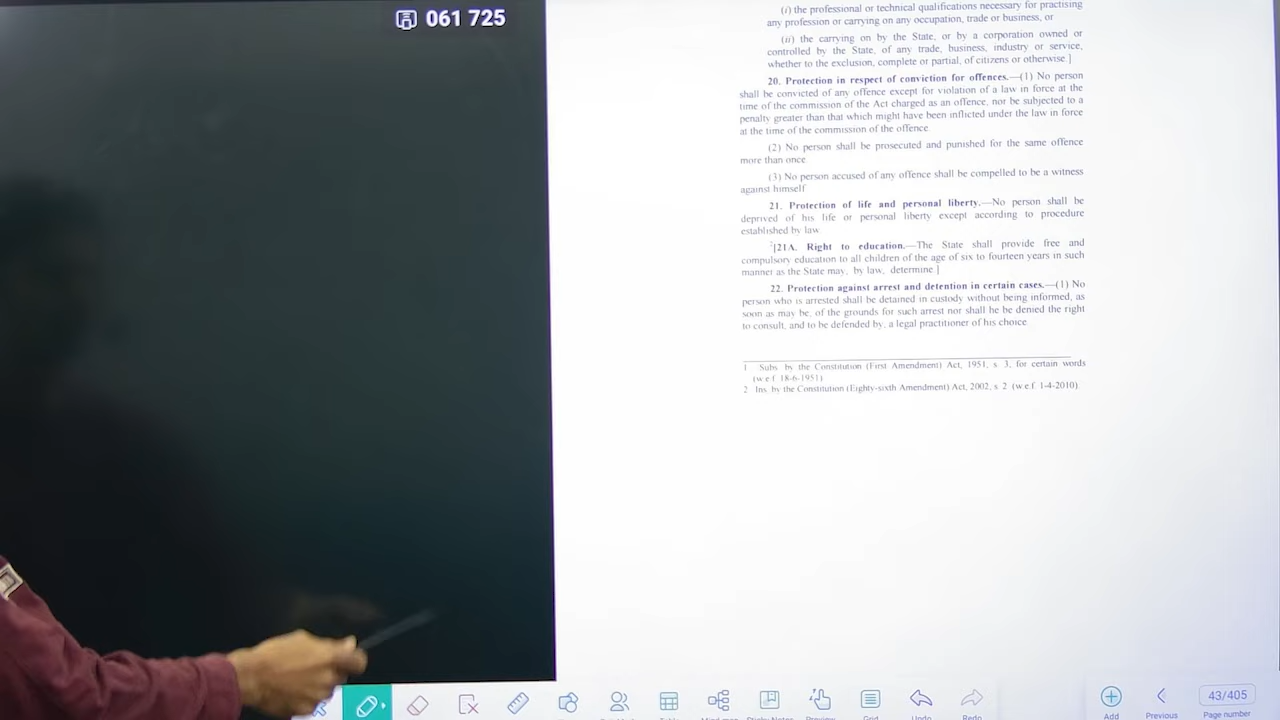 061 725
(i) the professional or technical qualifications necessary for practising
any profession or carrying on any occupation, trade or business, or
(ii) the carrying on by the State, or by a corporation owned or
controlled by the State, of any trade, business, industry or service,
whether to the exclusion, complete or partial, of citizens or otherwise.]
20. Protection in respect of conviction for offences.—(1) No person
shall be convicted of any offence except for violation of a law in force at the
time of the commission of the Act charged as an offence, nor be subjected to a
penalty greater than that which might have been inflicted under the law in force
at the time of the commission of the offence.
(2) No person shall be prosecuted and punished for the same offence
more than once.
(3) No person accused of any offence shall be compelled to be a witness
against himself.
21. Protection of life and personal liberty.—No person shall be
deprived of his life or personal liberty except according to procedure
established by law.
2[21A. Right to education.—The State shall provide free and
compulsory education to all children of the age of six to fourteen years in such
manner as the State may, by law, determine.]
22. Protection against arrest and detention in certain cases.—(1) No
person who is arrested shall be detained in custody without being informed, as
soon as may be, of the grounds for such arrest nor shall he be denied the right
to consult, and to be defended by, a legal practitioner of his choice.
1 Subs. by the Constitution (First Amendment) Act, 1951, s. 3, for certain words
(w.e.f. 18-6-1951)
2 Ins. by the Constitution (Eighty-sixth Amendment) Act, 2002, s. 2 (w.e.f. 1-4-2010)
43/405
Table Mind map Sticky Notes Preview Grid Undo Redo Add Previous Page number